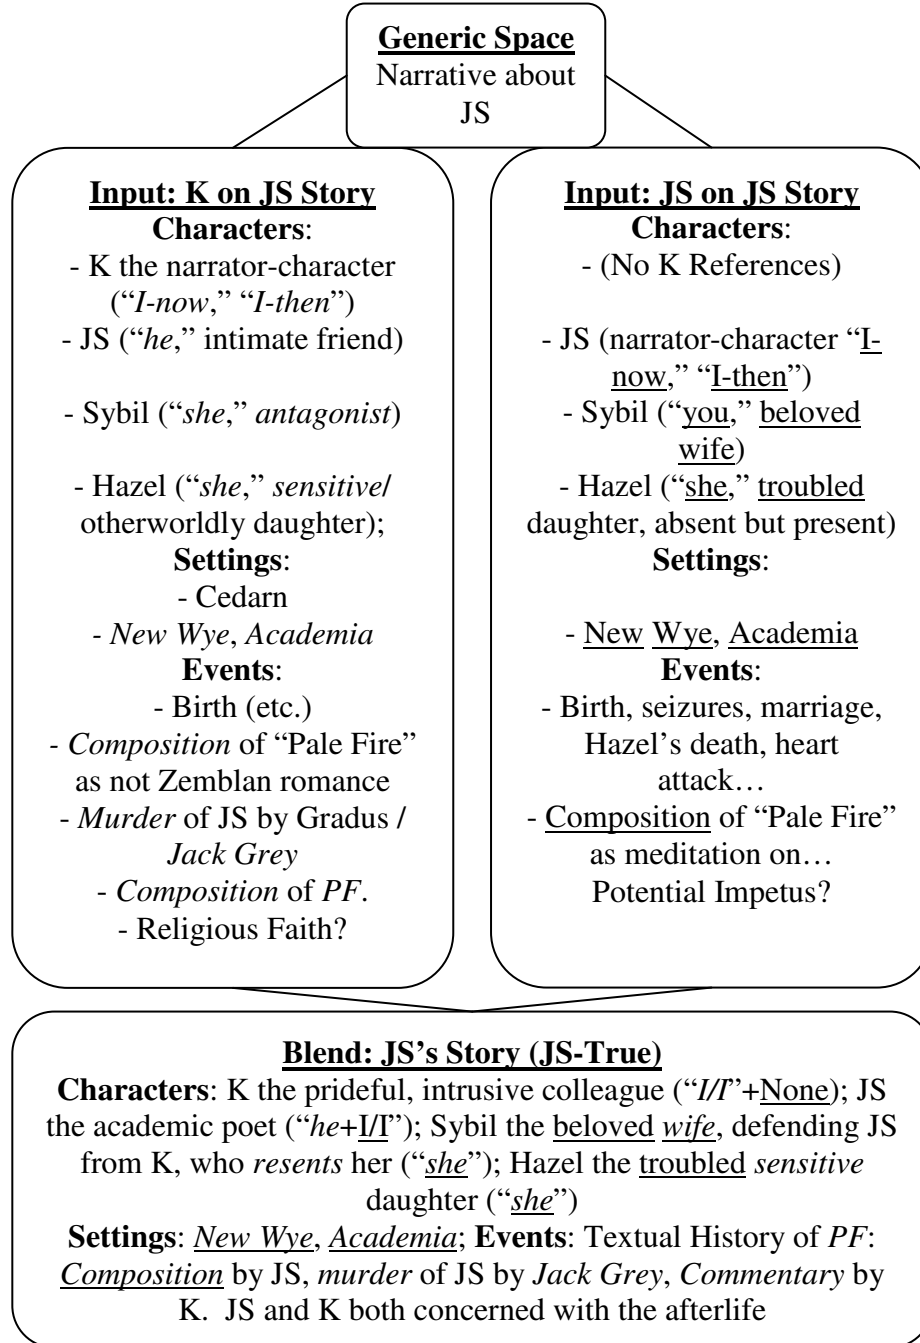 Generic Space
Narrative about
JS
Input: K on JS Story
Characters:
- K the narrator-character
(“I-now,” “I-then”)
- JS (“he,” intimate friend)
- Sybil (“she,” antagonist)
- Hazel (“she,” sensitive/
otherworldly daughter);
Settings:
- Cedarn
- New Wye, Academia
Events:
- Birth (etc.)
- Composition of “Pale Fire”
as not Zemblan romance
- Murder of JS by Gradus /
Jack Grey
- Composition of PF.
- Religious Faith?
Input: JS on JS Story
Characters:
- (No K References)
- JS (narrator-character “I-
now,” “I-then”)
- Sybil (“you,” beloved
wife)
- Hazel (“she,” troubled
daughter, absent but present)
Settings:
- New Wye, Academia
Events:
- Birth, seizures, marriage,
Hazel’s death, heart
attack…
- Composition of “Pale Fire”
as meditation on…
Potential Impetus?
Blend: JS’s Story (JS-True)
Characters: K the prideful, intrusive colleague (“I/I”+None); JS
the academic poet (“he+I/I”); Sybil the beloved wife, defending JS
from K, who resents her (“she”); Hazel the troubled sensitive
daughter (“she”)
Settings: New Wye, Academia; Events: Textual History of PF:
Composition by JS, murder of JS by Jack Grey, Commentary by
K. JS and K both concerned with the afterlife